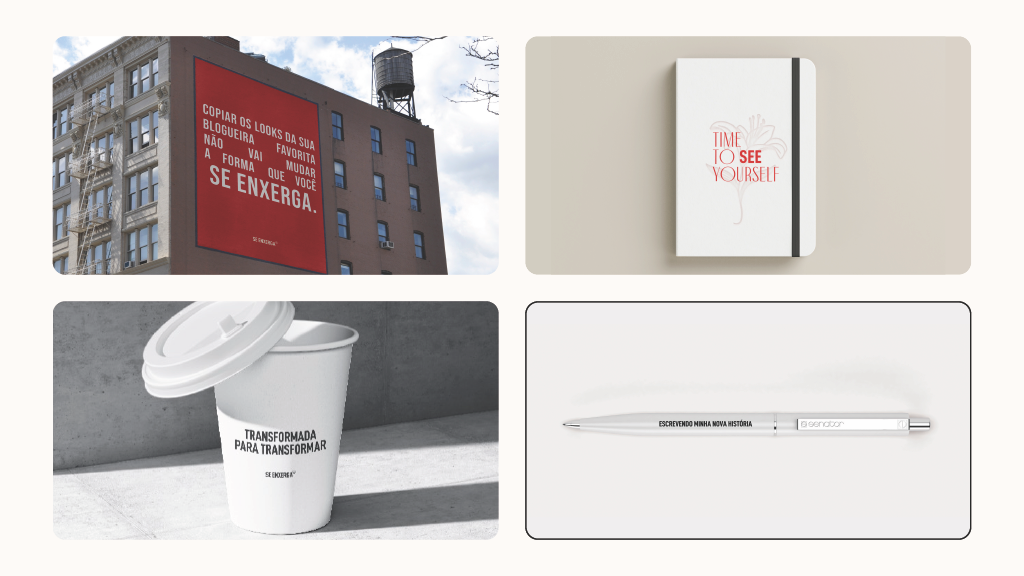 COPIAR OS LOOKS DA SUA
BLOGUEIRA FAVORITA
NÃO VAI MUDAR
A FORMA QUE VOCÊ
SE ENXERGA.
SE ENXERGA
TIME
TO SEE
YOURSELF
TRANSFORMADA
PARA TRANSFORMAR
SE ENXERGA
ESCREVENDO MINHA NOVA HISTÓRIA
senator